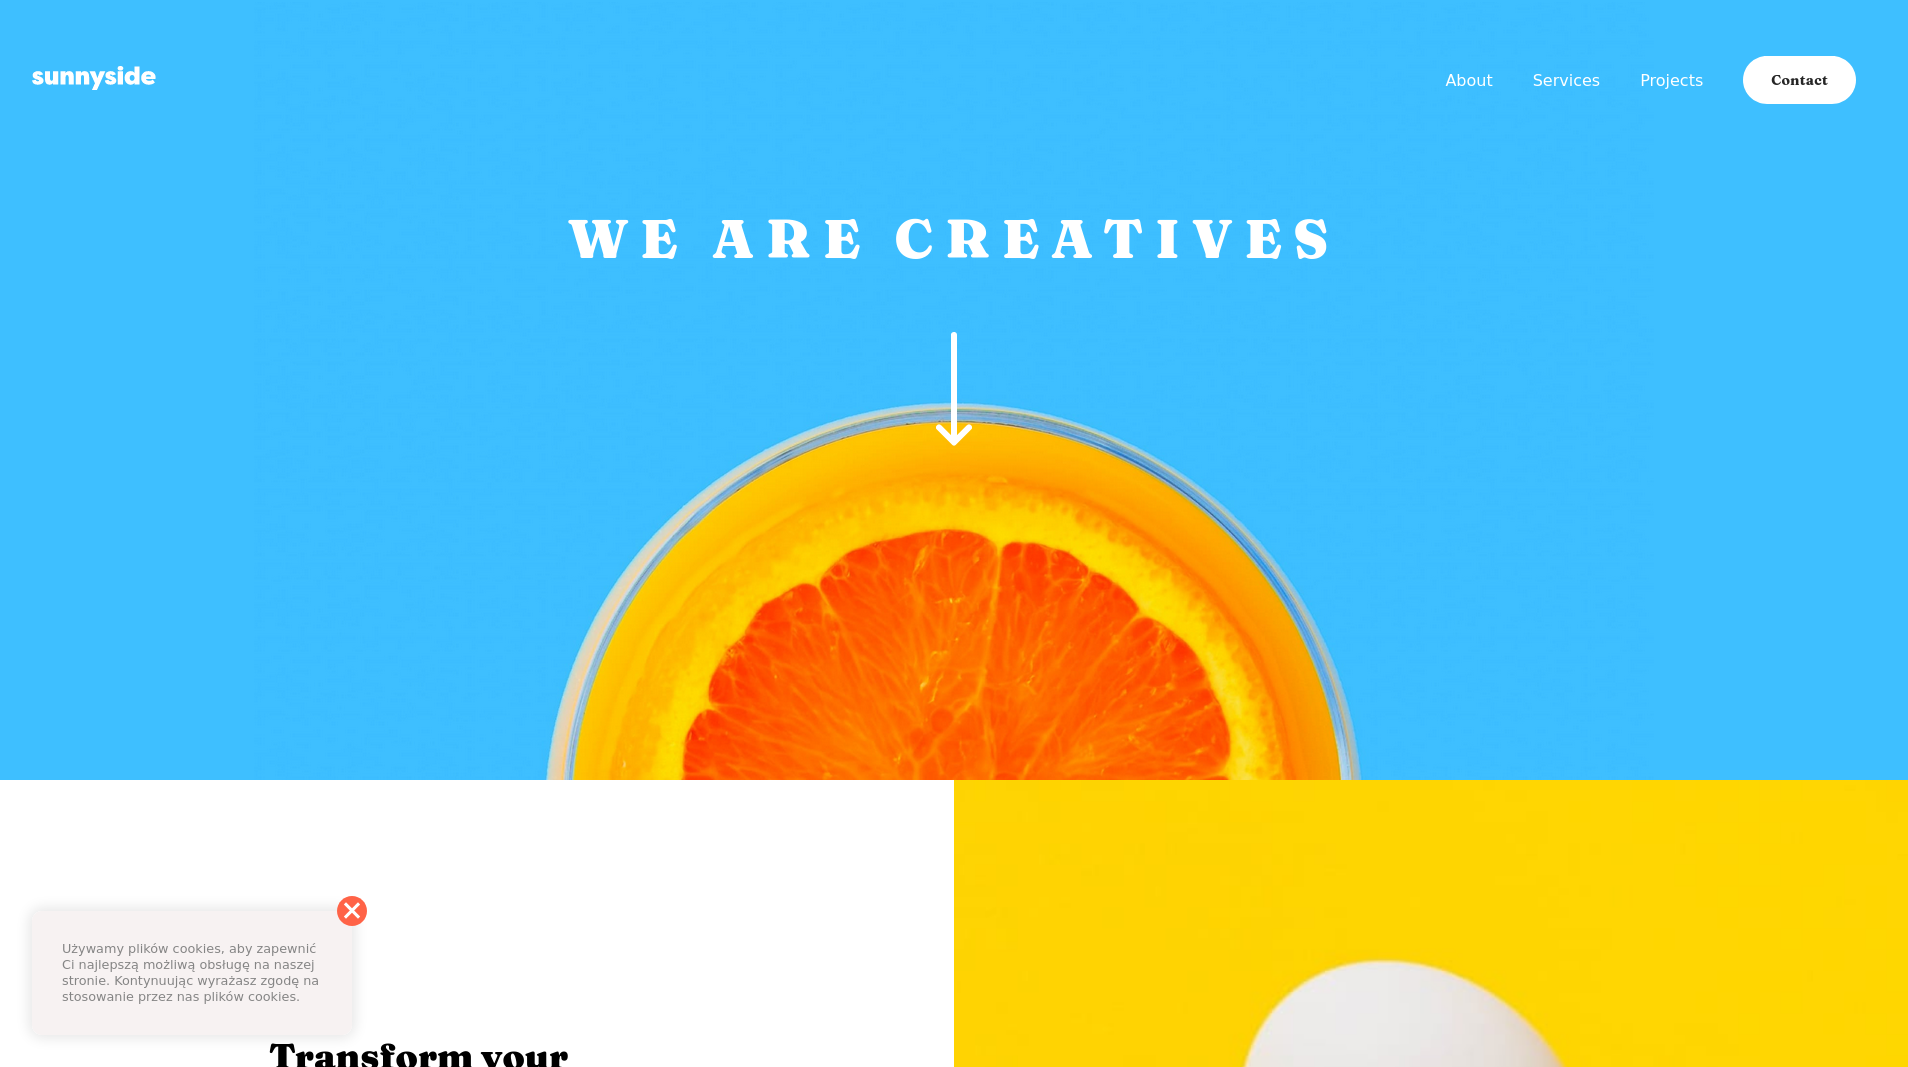 sunnyside
About
Services
Projects
Contact
WE ARE CREATIVES
Używamy plików cookies, aby zapewnić
Ci najlepszą możliwą obsługę na naszej
stronie. Kontynuując wyrażasz zgodę na
stosowanie przez nas plików cookies.
Transform your